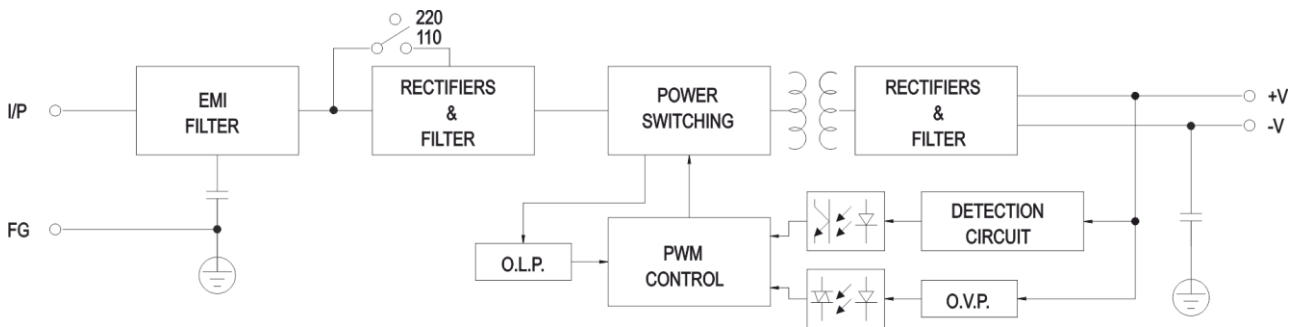 220
110
I/P
EMI
FILTER
RECTIFIERS
&
FILTER
POWER
SWITCHING
RECTIFIERS
&
FILTER
+V
-V
FG
O.L.P.
PWM
CONTROL
DETECTION
CIRCUIT
O.V.P.